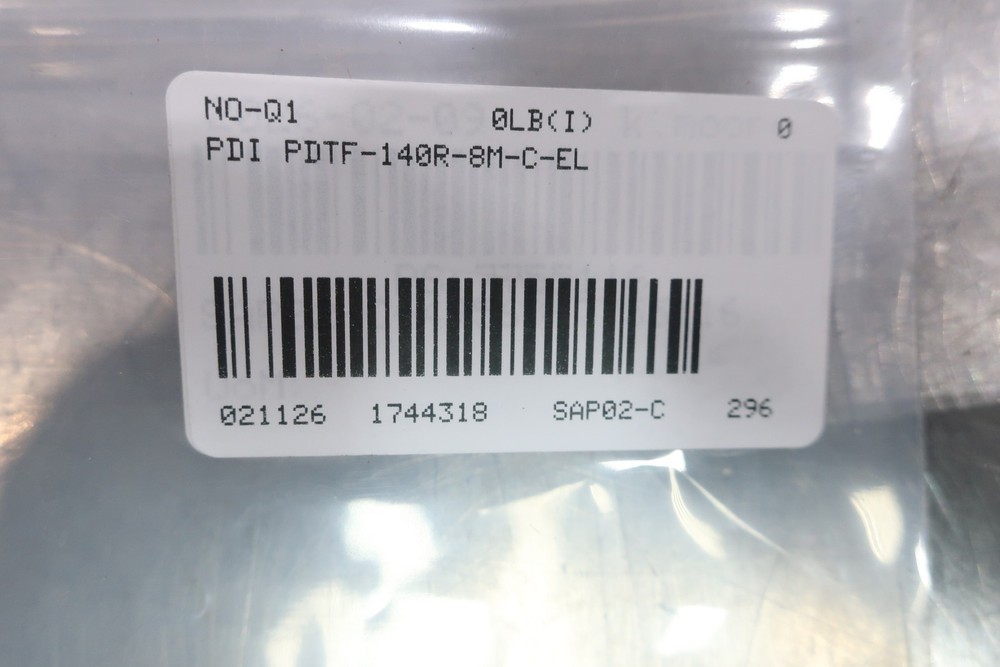 NO-Q1 0LB(I) 0
PDI PDTF-140R-8M-C-EL
021126 1744318 SAP02-C 296